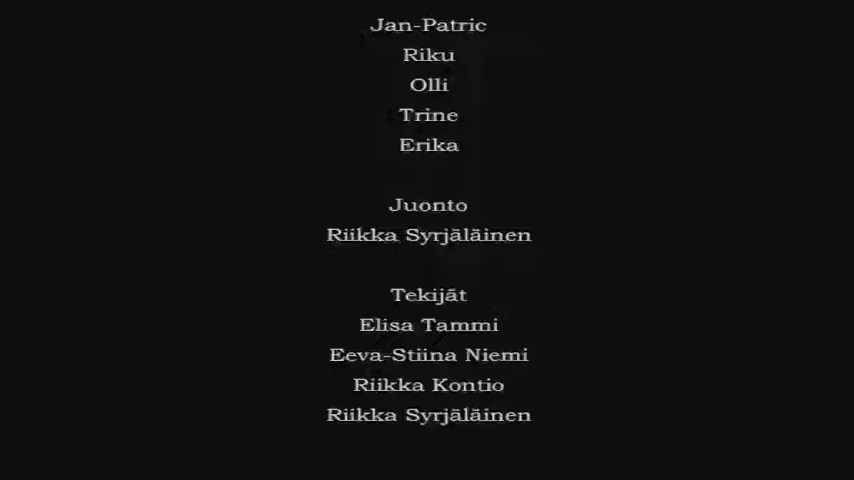 Jan-Patric
Riku
Olli
Trine
Erika
Juonto
Riikka Syrjäläinen
Tekijät
Elisa Tammi
Eeva-Stiina Niemi
Riikka Kontio
Riikka Syrjäläinen